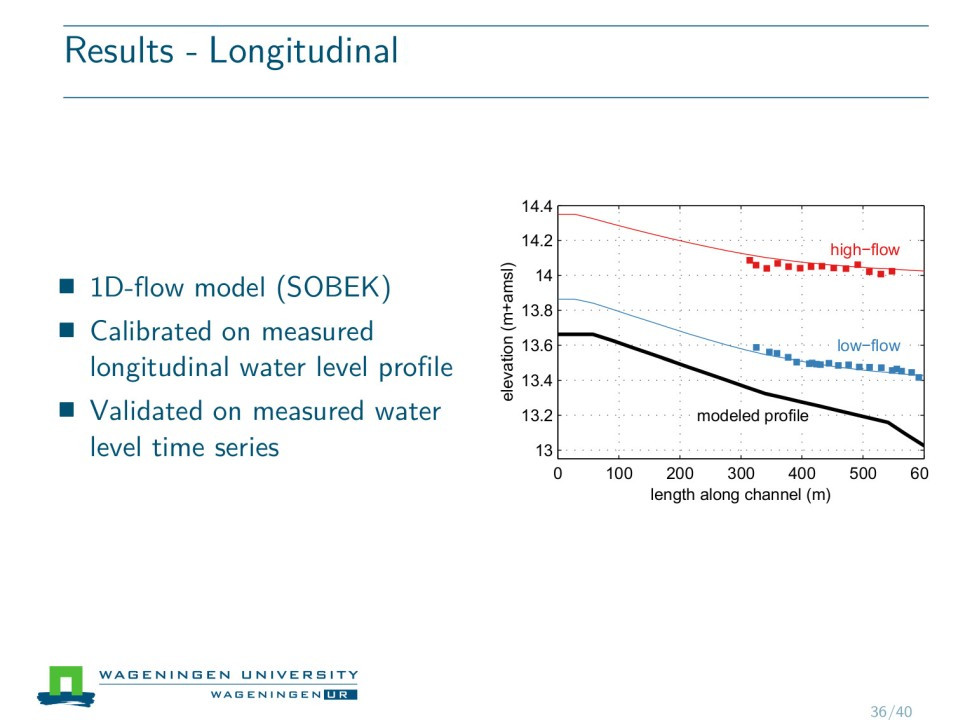 Results - Longitudinal
1D-flow model (SOBEK)
Calibrated on measured
longitudinal water level profile
Validated on measured water
level time series
14.4
14.2
14
13.8
13.6
13.4
13.2
13
elevation (m+amsl)
high−flow
low−flow
modeled profile
0 100 200 300 400 500 60
length along channel (m)
WAGENINGEN UNIVERSITY
WAGENINGEN UR
36/40